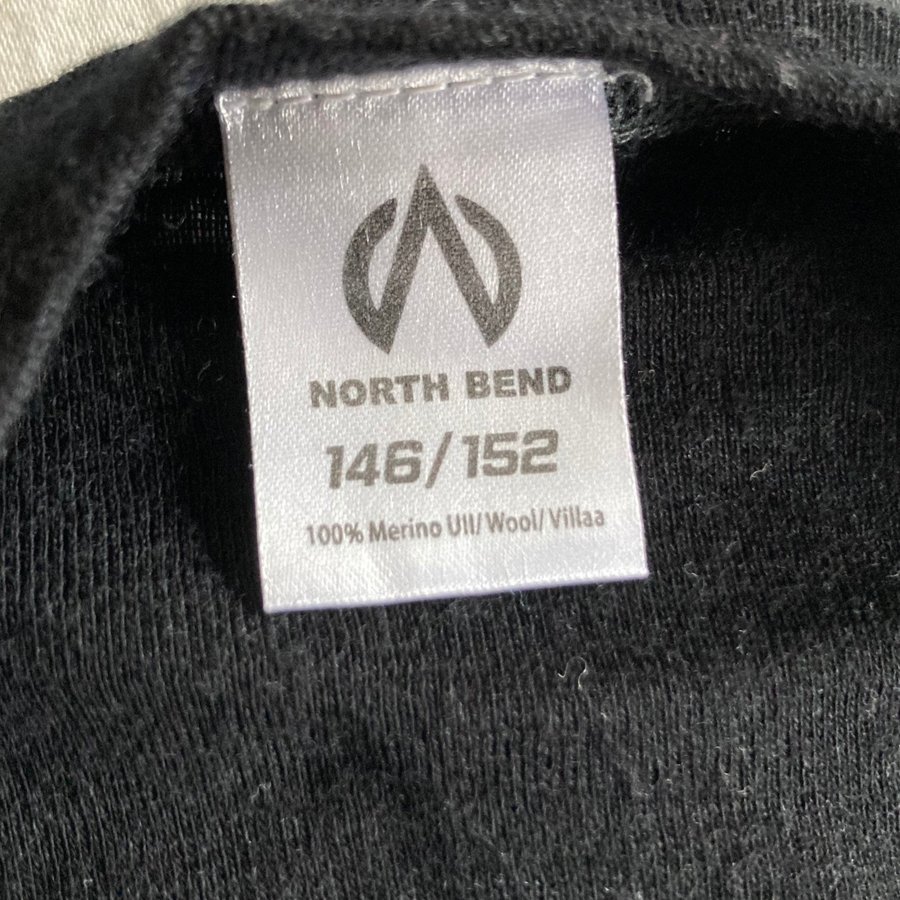 NORTH BEND
146/152
100% Merino Ull/Wool/Villaa